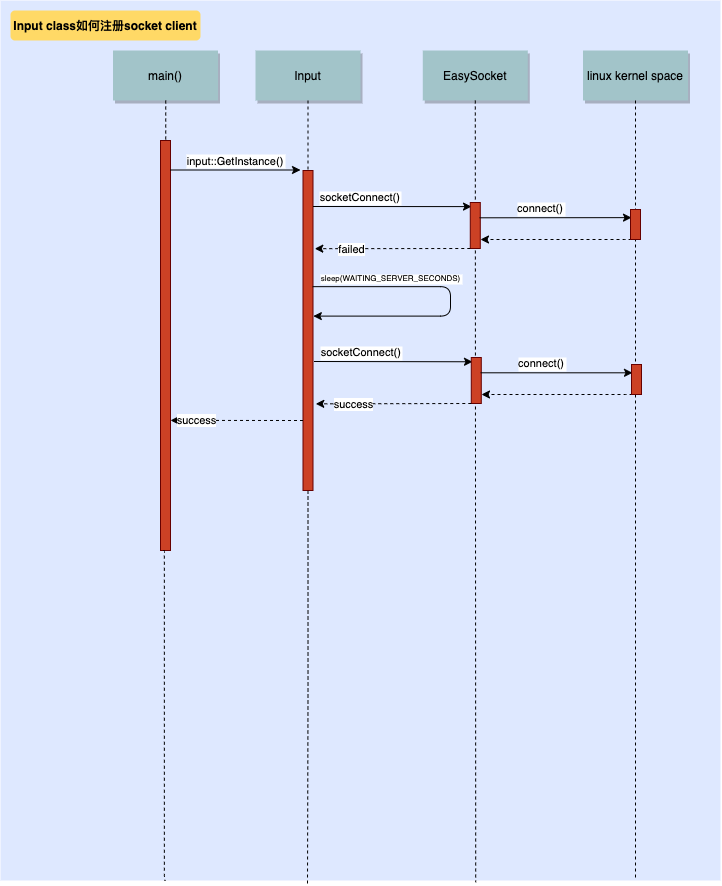 Input class如何注册socket client
main()
Input
EasySocket
linux kernel space
input::GetInstance()
socketConnect()
connect()
failed
sleep(WAITING_SERVER_SECONDS)
socketConnect()
connect()
success
success